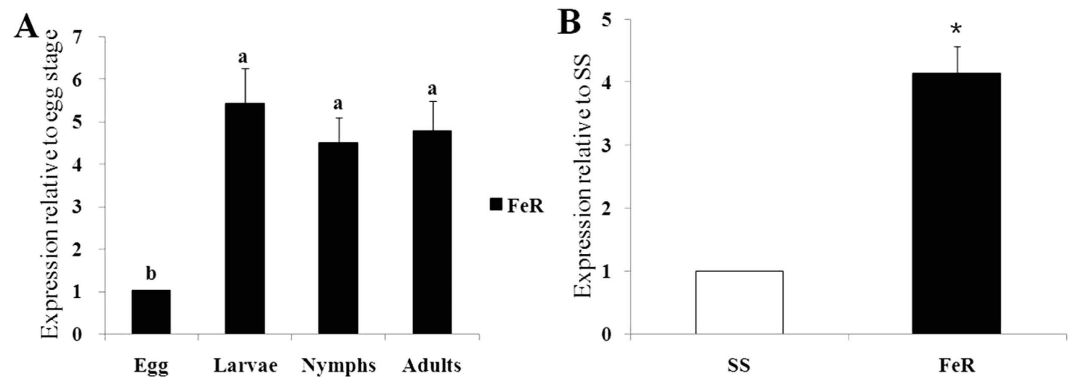 A
Expression relative to egg stage
7
6
5
4
3
2
1
0
a
a
a
b
Egg Larvae Nymphs Adults
FeR
B
Expression relative to SS
5
4
3
2
1
0
*
SS FeR